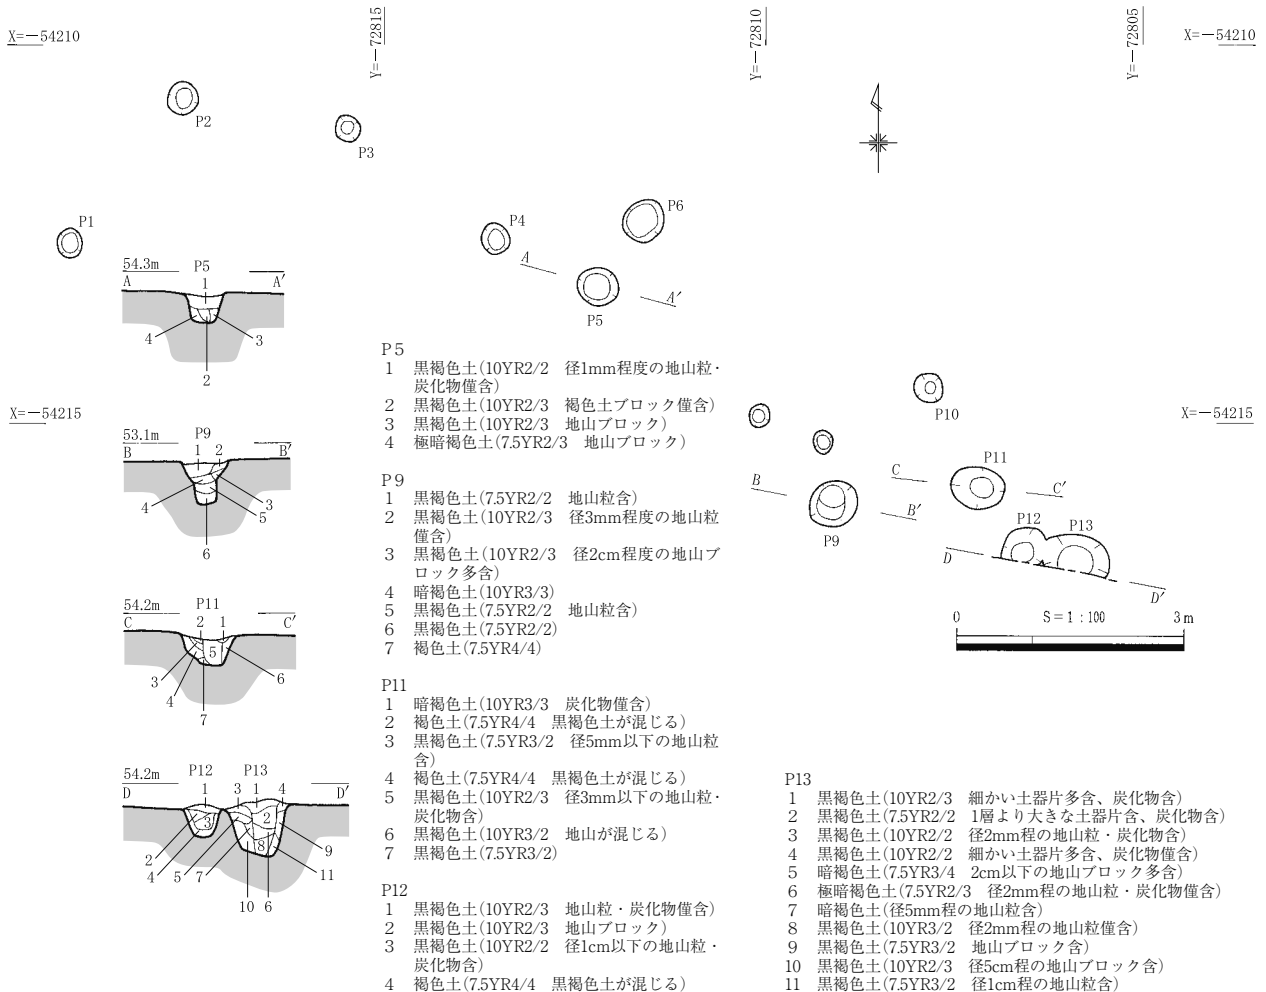 X=－54210
Y=－72815
Y=－72810
Y=－72805
X=－54210
P2
P3
P1
P4
P6
A
A′
P5
54.3m
P5
A
1
A′
4
3
2
X=－54215
X=－54215
P10
53.1m
P9
B
1 2
B′
3
4
5
6
B
B′
P9
C
C′
P11
P12 P13
D
D′
0
S＝1：100
3m
54.2m
P11
C
2 1
C′
5
3
6
4
7
54.2m
P12 P13
D
1 3 1 4
D′
3
2
8
2
4
5
7
9
11
10 6
P5
1 黒褐色土(10YR2/2 径1mm程度の地山粒・
炭化物僅含)
2 黒褐色土(10YR2/3 褐色土ブロック僅含)
3 黒褐色土(10YR2/3 地山ブロック)
4 極暗褐色土(7.5YR2/3 地山ブロック)
P9
1 黒褐色土(7.5YR2/2 地山粒含)
2 黒褐色土(10YR2/3 径3mm程度の地山粒
僅含)
3 黒褐色土(10YR2/3 径2cm程度の地山ブ
ロック多含)
4 暗褐色土(10YR3/3)
5 黒褐色土(7.5YR2/2 地山粒含)
6 黒褐色土(7.5YR2/2)
7 褐色土(7.5YR4/4)
P11
1 暗褐色土(10YR3/3 炭化物僅含)
2 褐色土(7.5YR4/4 黒褐色土が混じる)
3 黒褐色土(7.5YR3/2 径5mm以下の地山粒
含)
4 褐色土(7.5YR4/4 黒褐色土が混じる)
5 黒褐色土(10YR2/3 径3mm以下の地山粒・
炭化物含)
6 黒褐色土(10YR3/2 地山が混じる)
7 黒褐色土(7.5YR3/2)
P12
1 黒褐色土(10YR2/3 地山粒・炭化物僅含)
2 黒褐色土(10YR2/3 地山ブロック)
3 黒褐色土(10YR2/2 径1cm以下の地山粒・
炭化物含)
4 褐色土(7.5YR4/4 黒褐色土が混じる)
P13
1 黒褐色土(10YR2/3 細かい土器片多含、炭化物含)
2 黒褐色土(7.5YR2/2 1層より大きな土器片含、炭化物含)
3 黒褐色土(10YR2/2 径2mm程の地山粒・炭化物含)
4 黒褐色土(10YR2/2 細かい土器片多含、炭化物僅含)
5 暗褐色土(7.5YR3/4 2cm以下の地山ブロック多含)
6 極暗褐色土(7.5YR2/3 径2mm程の地山粒・炭化物僅含)
7 暗褐色土(径5mm程の地山粒含)
8 黒褐色土(10YR3/2 径2mm程の地山粒僅含)
9 黒褐色土(7.5YR3/2 地山ブロック含)
10 黒褐色土(10YR2/3 径5cm程の地山ブロック含)
11 黒褐色土(7.5YR3/2 径1cm程の地山粒含)